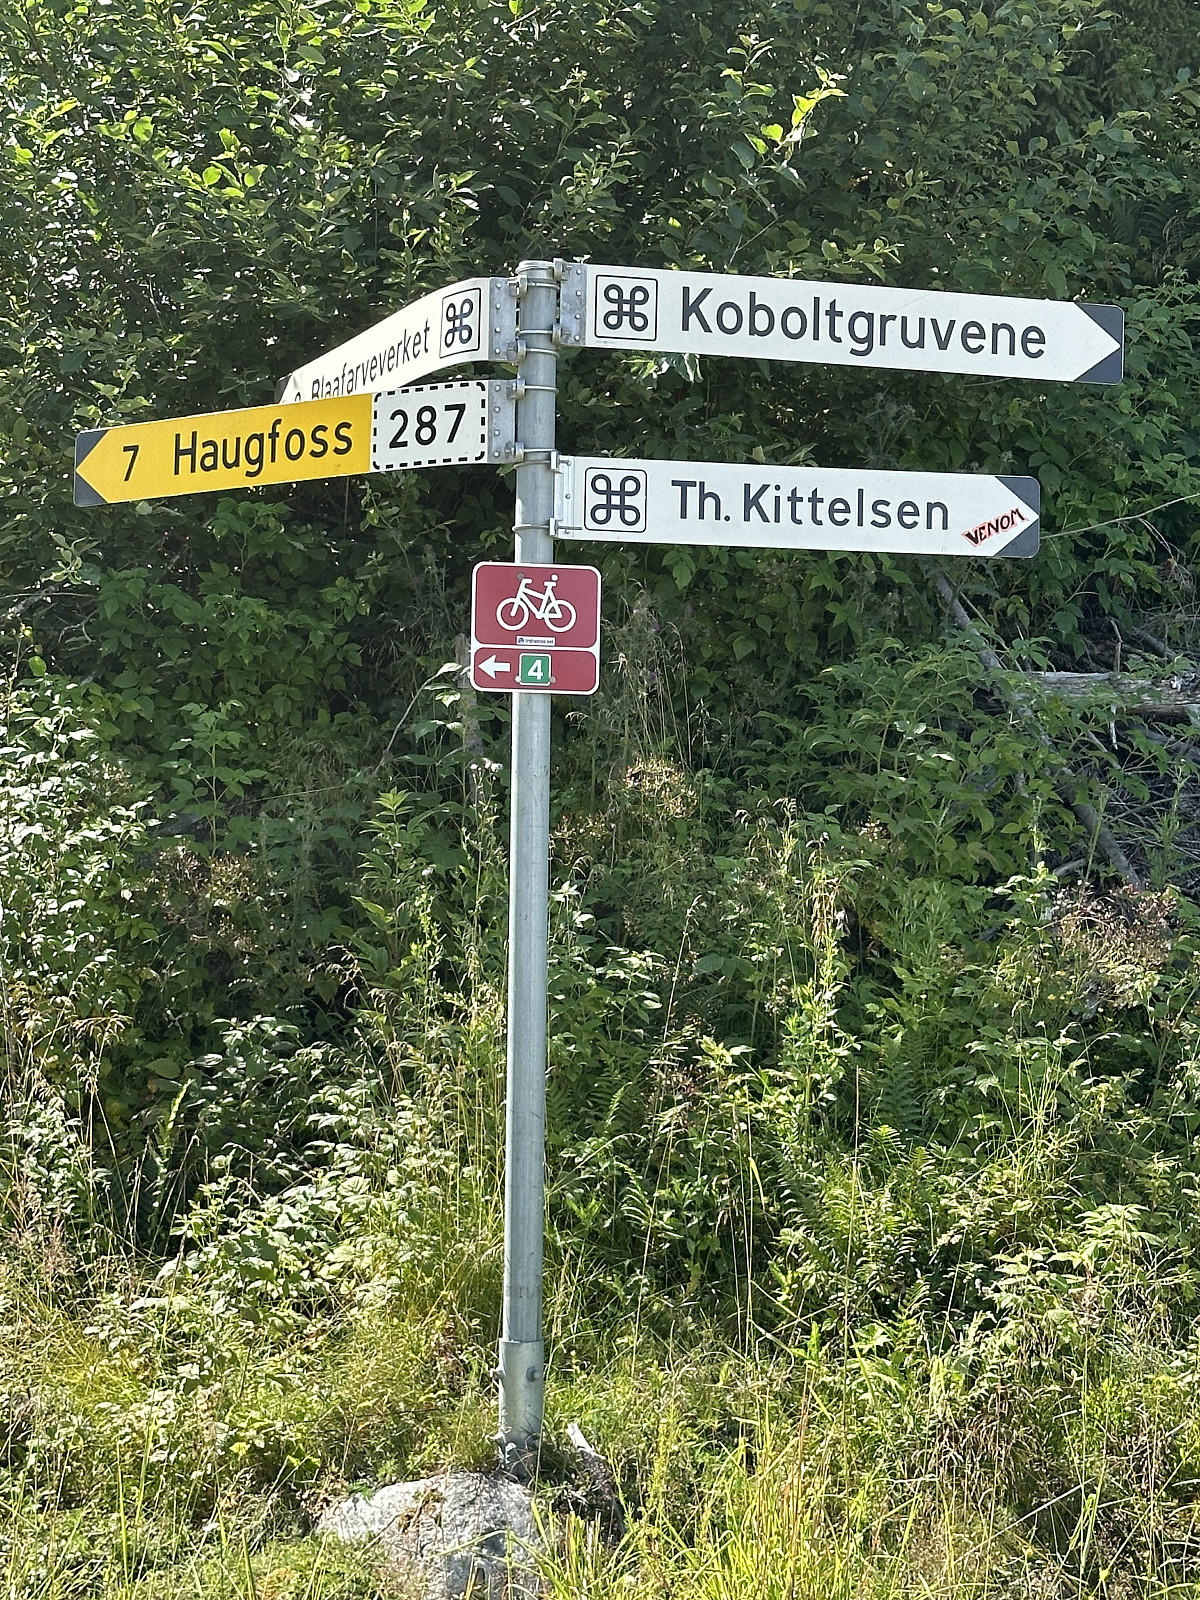 Koboltgruvene
Blaafarveverket
7 Haugfoss 287
Th. Kittelsen
VENOM
4